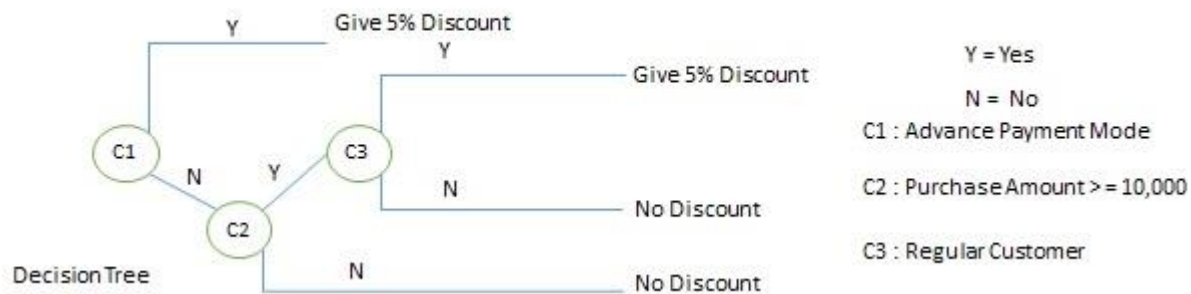 Y
Give 5% Discount
Y
Give 5% Discount
Y = Yes
N = No
C1
C3
C1 : Advance Payment Mode
N
Y
N
C2 : Purchase Amount > = 10,000
No Discount
C2
C3 : Regular Customer
Decision Tree
N
No Discount